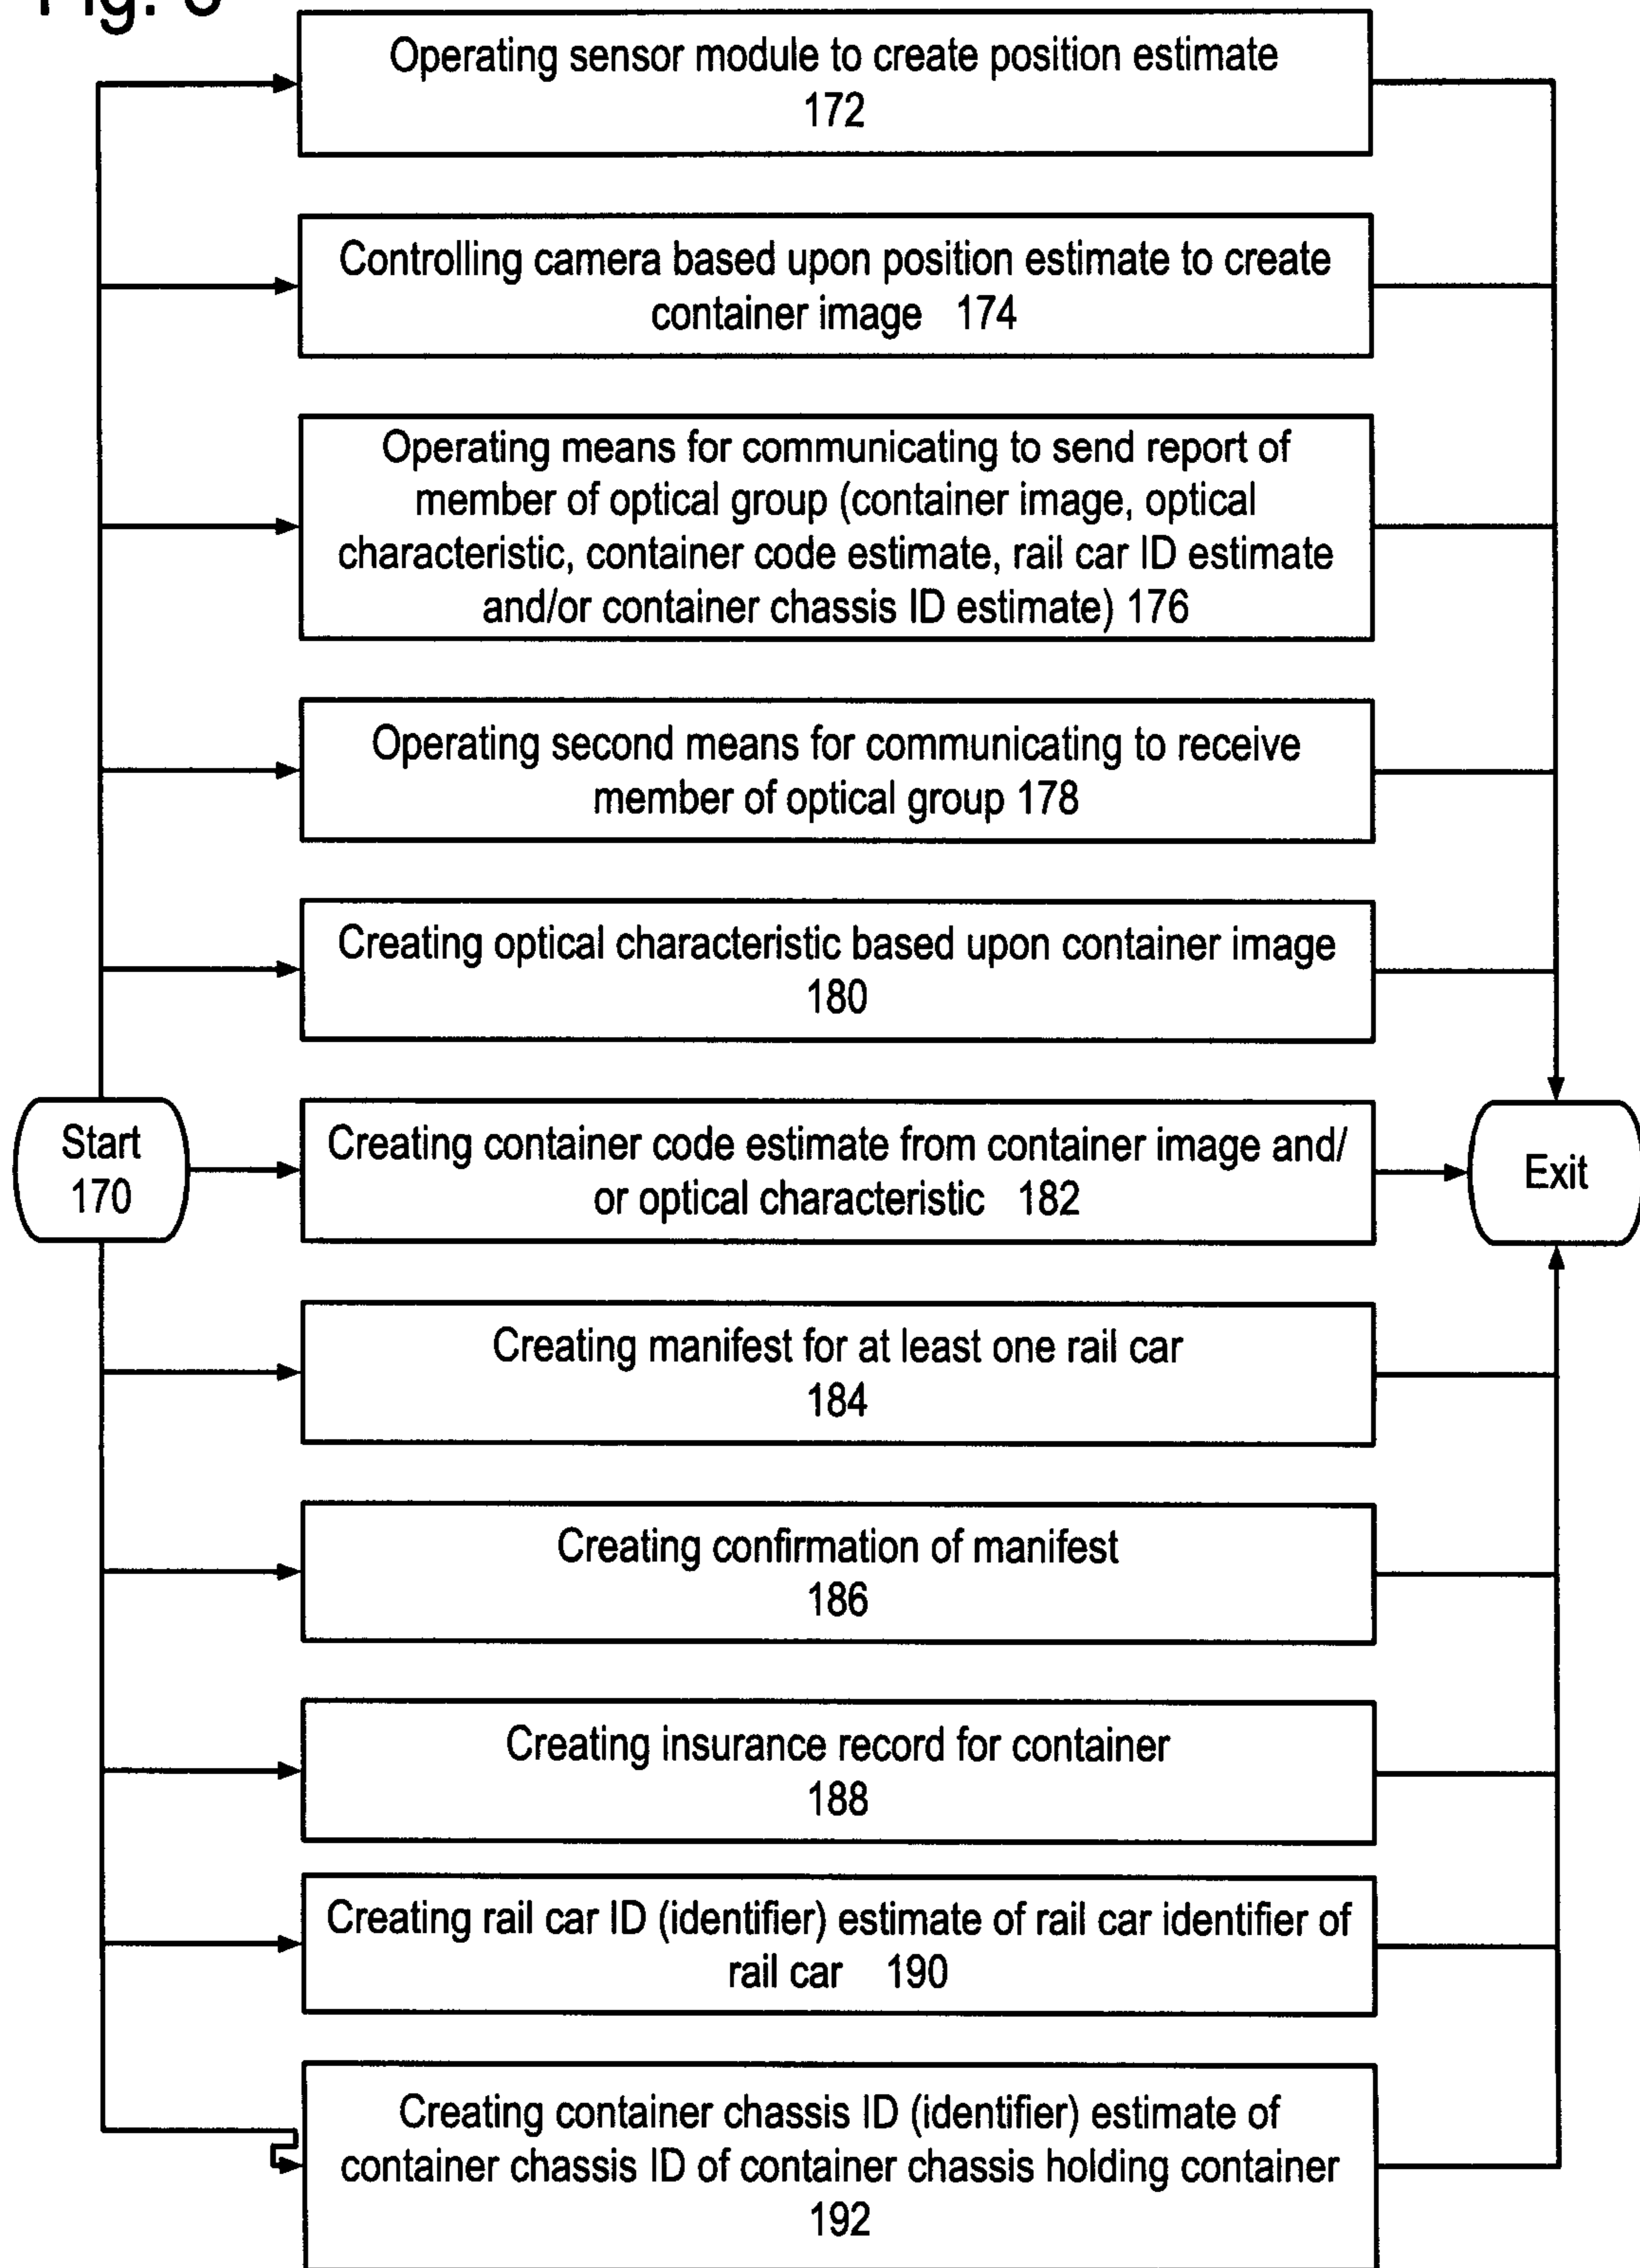 Fig.
Operating sensor module to create position estimate
172
Controlling camera based upon position estimate to create
container image 174
Operating means for communicating to send report of
member of optical group (container image, optical
characteristic, container code estimate, rail car ID estimate
and/or container chassis ID estimate) 176
Operating second means for communicating to receive
member of optical group 178
Creating optical characteristic based upon container image
180
Start
170
Creating container code estimate from container image and/
or optical characteristic 182
Exit
Creating manifest for at least one rail car
184
Creating confirmation of manifest
186
Creating insurance record for container
188
Creating rail car ID (identifier) estimate of rail car identifier of
rail car 190
Creating container chassis ID (identifier) estimate of
container chassis ID of container chassis holding container
192